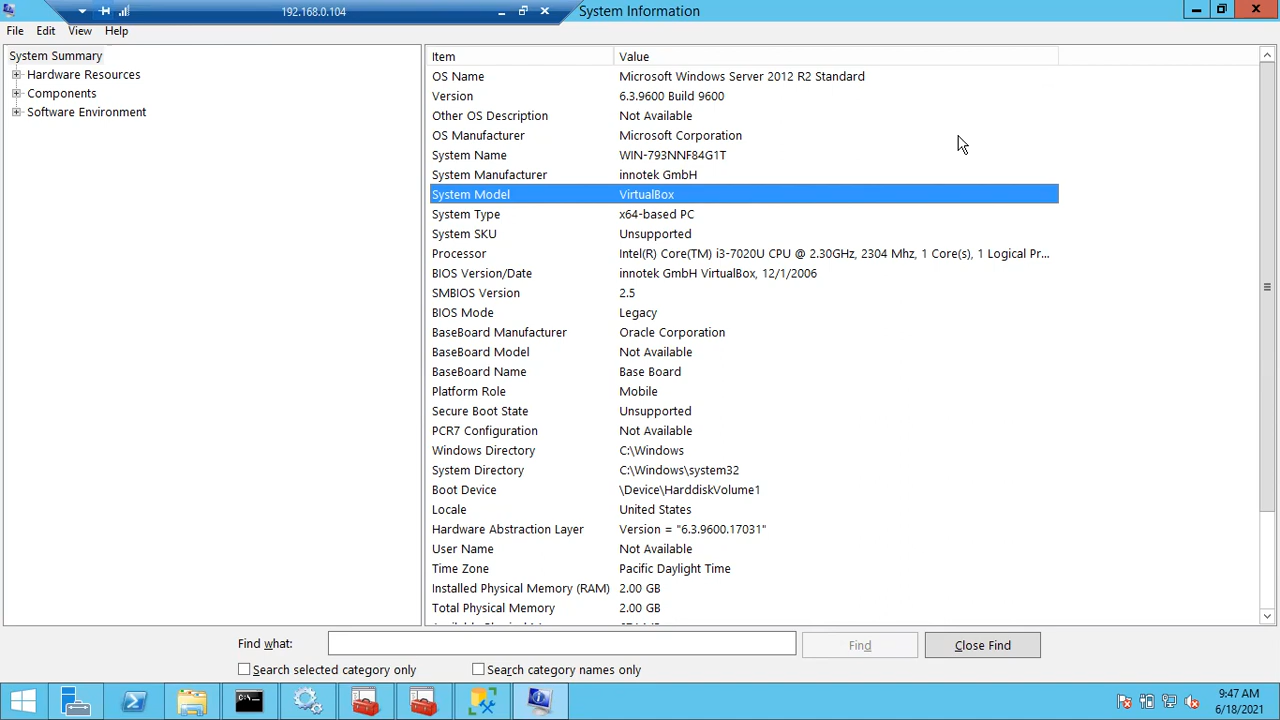 192.168.0.104
System Information
File Edit View Help
System Summary
Hardware Resources
Components
Software Environment
Item Value
OS Name Microsoft Windows Server 2012 R2 Standard
Version 6.3.9600 Build 9600
Other OS Description Not Available
OS Manufacturer Microsoft Corporation
System Name WIN-793NNF84G1T
System Manufacturer innotek GmbH
System Model VirtualBox
System Type x64-based PC
System SKU Unsupported
Processor Intel(R) Core(TM) i3-7020U CPU @ 2.30GHz, 2304 Mhz, 1 Core(s), 1 Logical Pr...
BIOS Version/Date innotek GmbH VirtualBox, 12/1/2006
SMBIOS Version 2.5
BIOS Mode Legacy
BaseBoard Manufacturer Oracle Corporation
BaseBoard Model Not Available
BaseBoard Name Base Board
Platform Role Mobile
Secure Boot State Unsupported
PCR7 Configuration Not Available
Windows Directory C:\Windows
System Directory C:\Windows\system32
Boot Device \Device\HarddiskVolume1
Locale United States
Hardware Abstraction Layer Version = "6.3.9600.17031"
User Name Not Available
Time Zone Pacific Daylight Time
Installed Physical Memory (RAM) 2.00 GB
Total Physical Memory 2.00 GB
Find what: Find Close Find
Search selected category only Search category names only
9:47 AM
6/18/2021